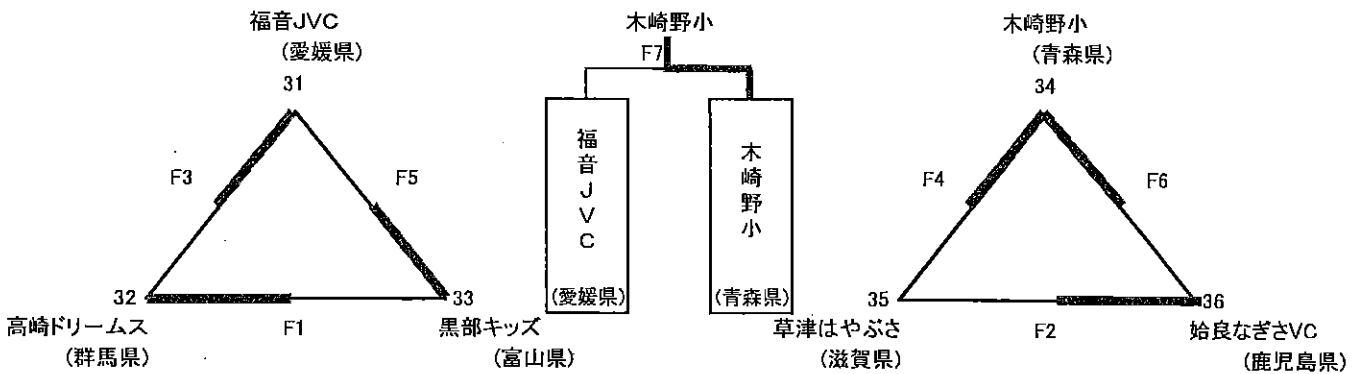 福音JVC
(愛媛県)
31
F3
F5
32
33
高崎ドリームス
(群馬県)
F1
黒部キッズ
(富山県)
木崎野小
F7
福音JVC
(愛媛県)
木崎野小
(青森県)
木崎野小
(青森県)
34
F4
F6
35
36
草津はやぶさ
(滋賀県)
F2
姶良なぎさVC
(鹿児島県)